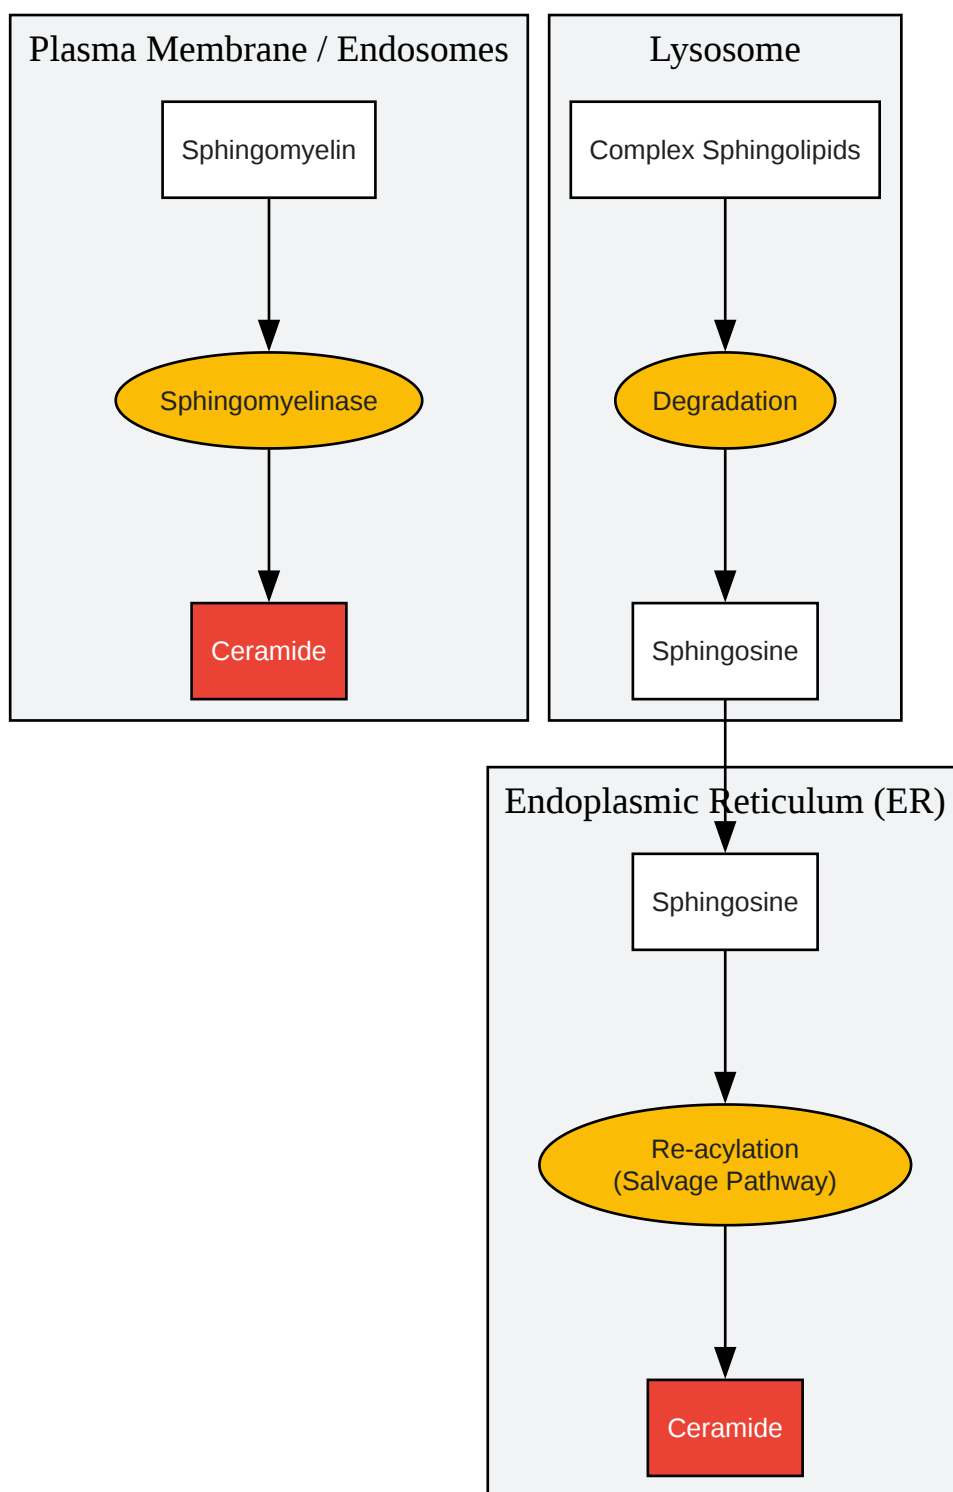 Plasma Membrane / Endosomes
Sphingomyelin
Sphingomyelinase
Ceramide
Lysosome
Complex Sphingolipids
Degradation
Sphingosine
Endoplasmic Reticulum (ER)
Sphingosine
Re-acylation
(Salvage Pathway)
Ceramide